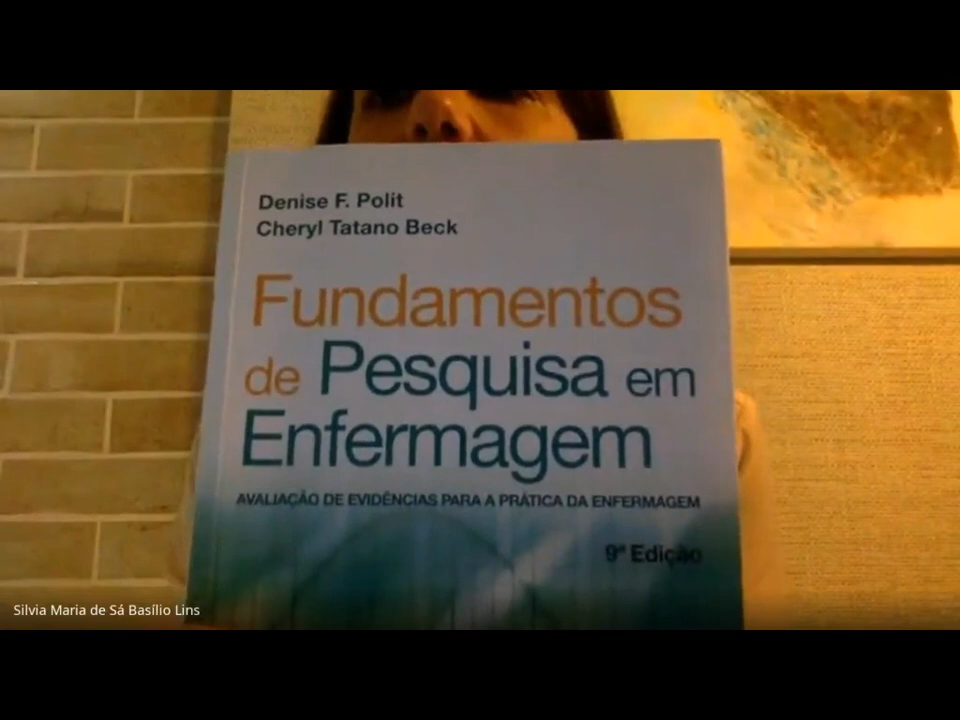 Denise F. Polit
Cheryl Tatano Beck
Fundamentos
de Pesquisa em
Enfermagem
AVALIAÇÃO DE EVIDÊNCIAS PARA A PRÁTICA DA ENFERMAGEM
9ª Edição
Silvia Maria de Sá Basílio Lins